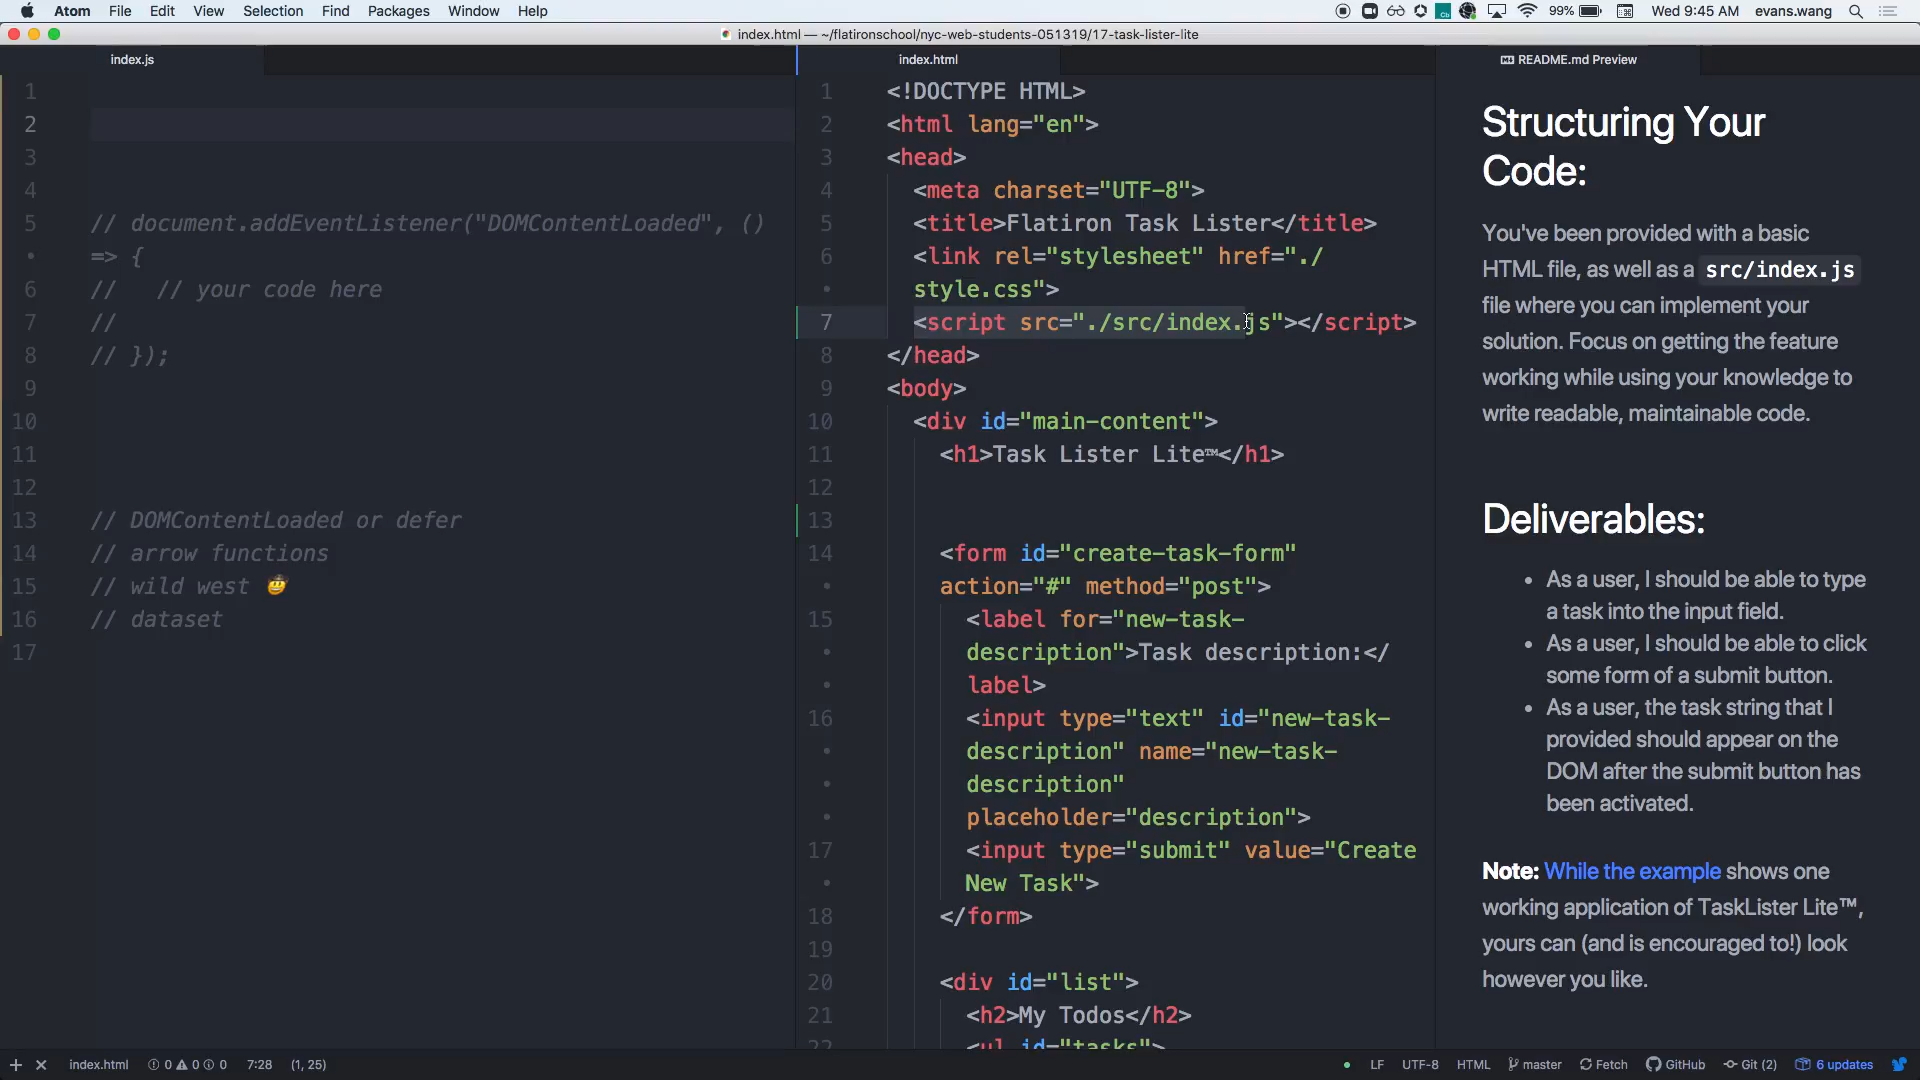 Atom File Edit View Selection Find Packages Window Help 99% Wed 9:45 AM evans.wang
index.html — ~/flatironschool/nyc-web-students-051319/17-task-lister-lite
index.js
1
2
3
4
5 // document.addEventListener("DOMContentLoaded", ()
• => {
6 //   // your code here
7 //
8 // });
9
10
11
12
13 // DOMContentLoaded or defer
14 // arrow functions
15 // wild west 🤠
16 // dataset
17
index.html
1 <!DOCTYPE HTML>
2 <html lang="en">
3 <head>
4 <meta charset="UTF-8">
5 <title>Flatiron Task Lister</title>
6 <link rel="stylesheet" href="./
• style.css">
7 <script src="./src/index.js"></script>
8 </head>
9 <body>
10 <div id="main-content">
11 <h1>Task Lister Lite™</h1>
12
13
14 <form id="create-task-form"
• action="#" method="post">
15 <label for="new-task-
• description">Task description:</
• label>
16 <input type="text" id="new-task-
• description" name="new-task-
• description"
• placeholder="description">
17 <input type="submit" value="Create
• New Task">
18 </form>
19
20 <div id="list">
21 <h2>My Todos</h2>
22 <ul id="tasks">
README.md Preview
Structuring Your
Code:
You've been provided with a basic
HTML file, as well as a src/index.js
file where you can implement your
solution. Focus on getting the feature
working while using your knowledge to
write readable, maintainable code.
Deliverables:
• As a user, I should be able to type
a task into the input field.
• As a user, I should be able to click
some form of a submit button.
• As a user, the task string that I
provided should appear on the
DOM after the submit button has
been activated.
Note: While the example shows one
working application of TaskLister Lite™,
yours can (and is encouraged to!) look
however you like.
index.html 0 0 0 7:28 (1, 25) LF UTF-8 HTML master Fetch GitHub Git (2) 6 updates